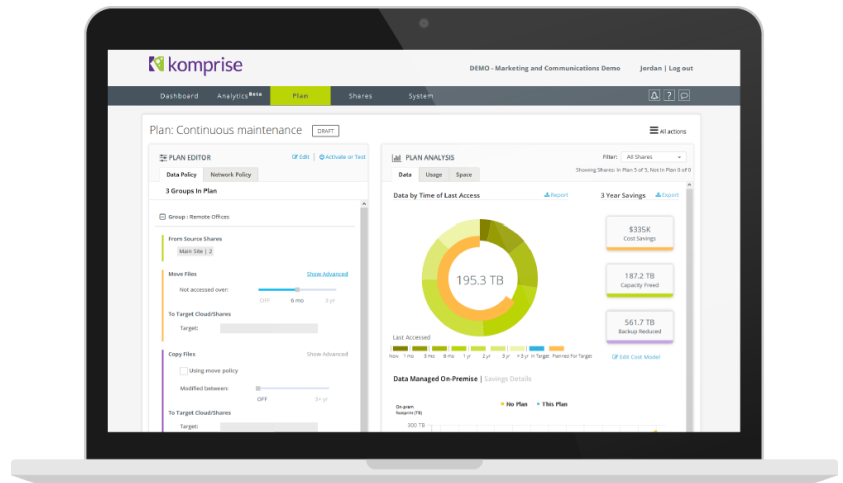 komprise
DEMO - Marketing and Communications Demo
Jordan | Log out
Dashboard
Analytics Beta
Plan
Shares
System
?
Plan: Continuous maintenance
DRAFT
All actions
PLAN EDITOR
Edit | Activate or Test
Data Policy
Network Policy
3 Groups In Plan
Group : Remote Offices
From Source Shares
Main Site | 2
Move Files
Show Advanced
Not accessed over:
OFF
6 mo
3 yr
To Target Cloud/Shares
Target:
Copy Files
Show Advanced
Using move policy
Modified between:
OFF
3+ yr
To Target Cloud/Shares
Target:
PLAN ANALYSIS
Filter:
All Shares
Showing Shares: In Plan 5 of 5, Not in Plan 0 of 0
Data
Usage
Space
Data by Time of Last Access
Report
3 Year Savings
Export
195.3 TB
$335K
Cost Savings
187.2 TB
Capacity Freed
561.7 TB
Backup Reduced
Edit Cost Model
Last Accessed
Now 1 mo 3 mo 6 mo 1 yr 2 yr 3 yr >3 yr In Target Planned For Target
Data Managed On-Premise | Savings Details
On-prem
footprint (TB)
No Plan
This Plan
300 TB